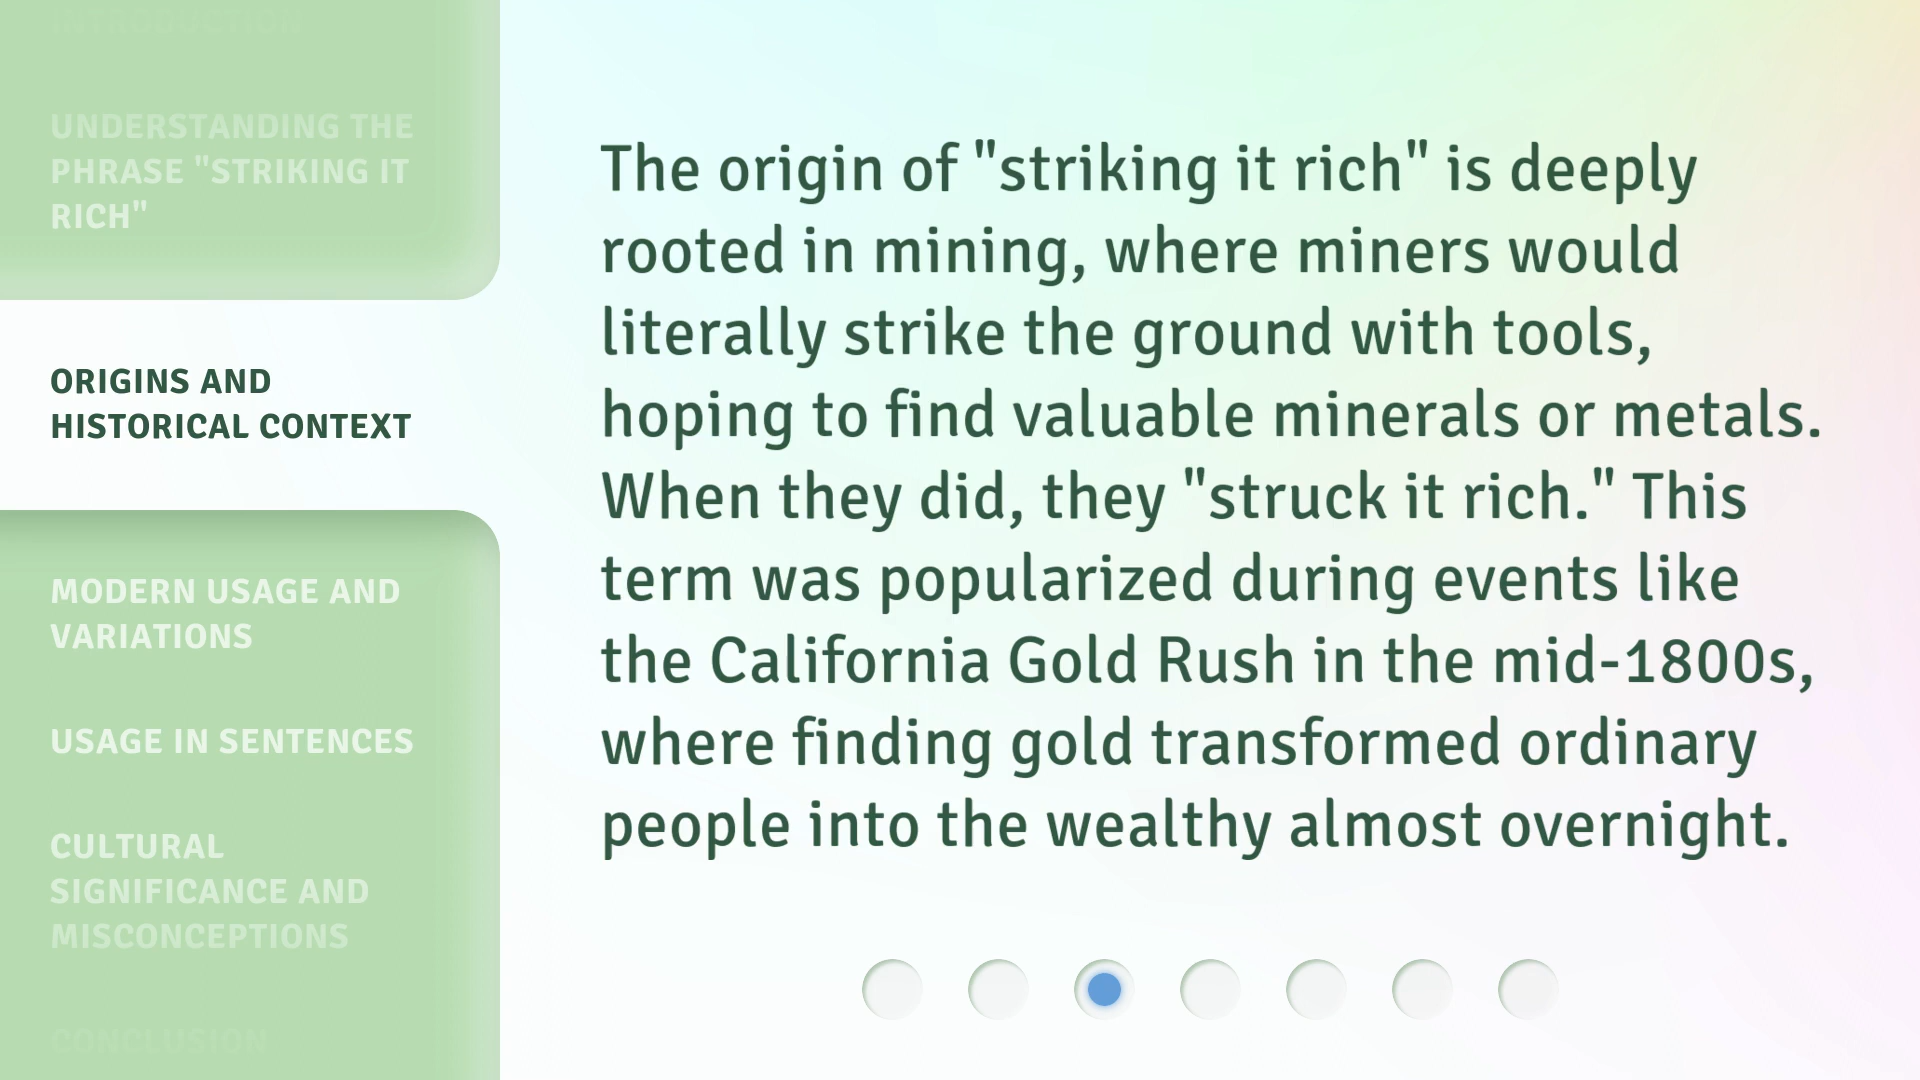 INTRODUCTION
UNDERSTANDING THE
PHRASE "STRIKING IT
RICH"
ORIGINS AND
HISTORICAL CONTEXT
MODERN USAGE AND
VARIATIONS
USAGE IN SENTENCES
CULTURAL
SIGNIFICANCE AND
MISCONCEPTIONS
CONCLUSION
The origin of "striking it rich" is deeply
rooted in mining, where miners would
literally strike the ground with tools,
hoping to find valuable minerals or metals.
When they did, they "struck it rich." This
term was popularized during events like
the California Gold Rush in the mid-1800s,
where finding gold transformed ordinary
people into the wealthy almost overnight.